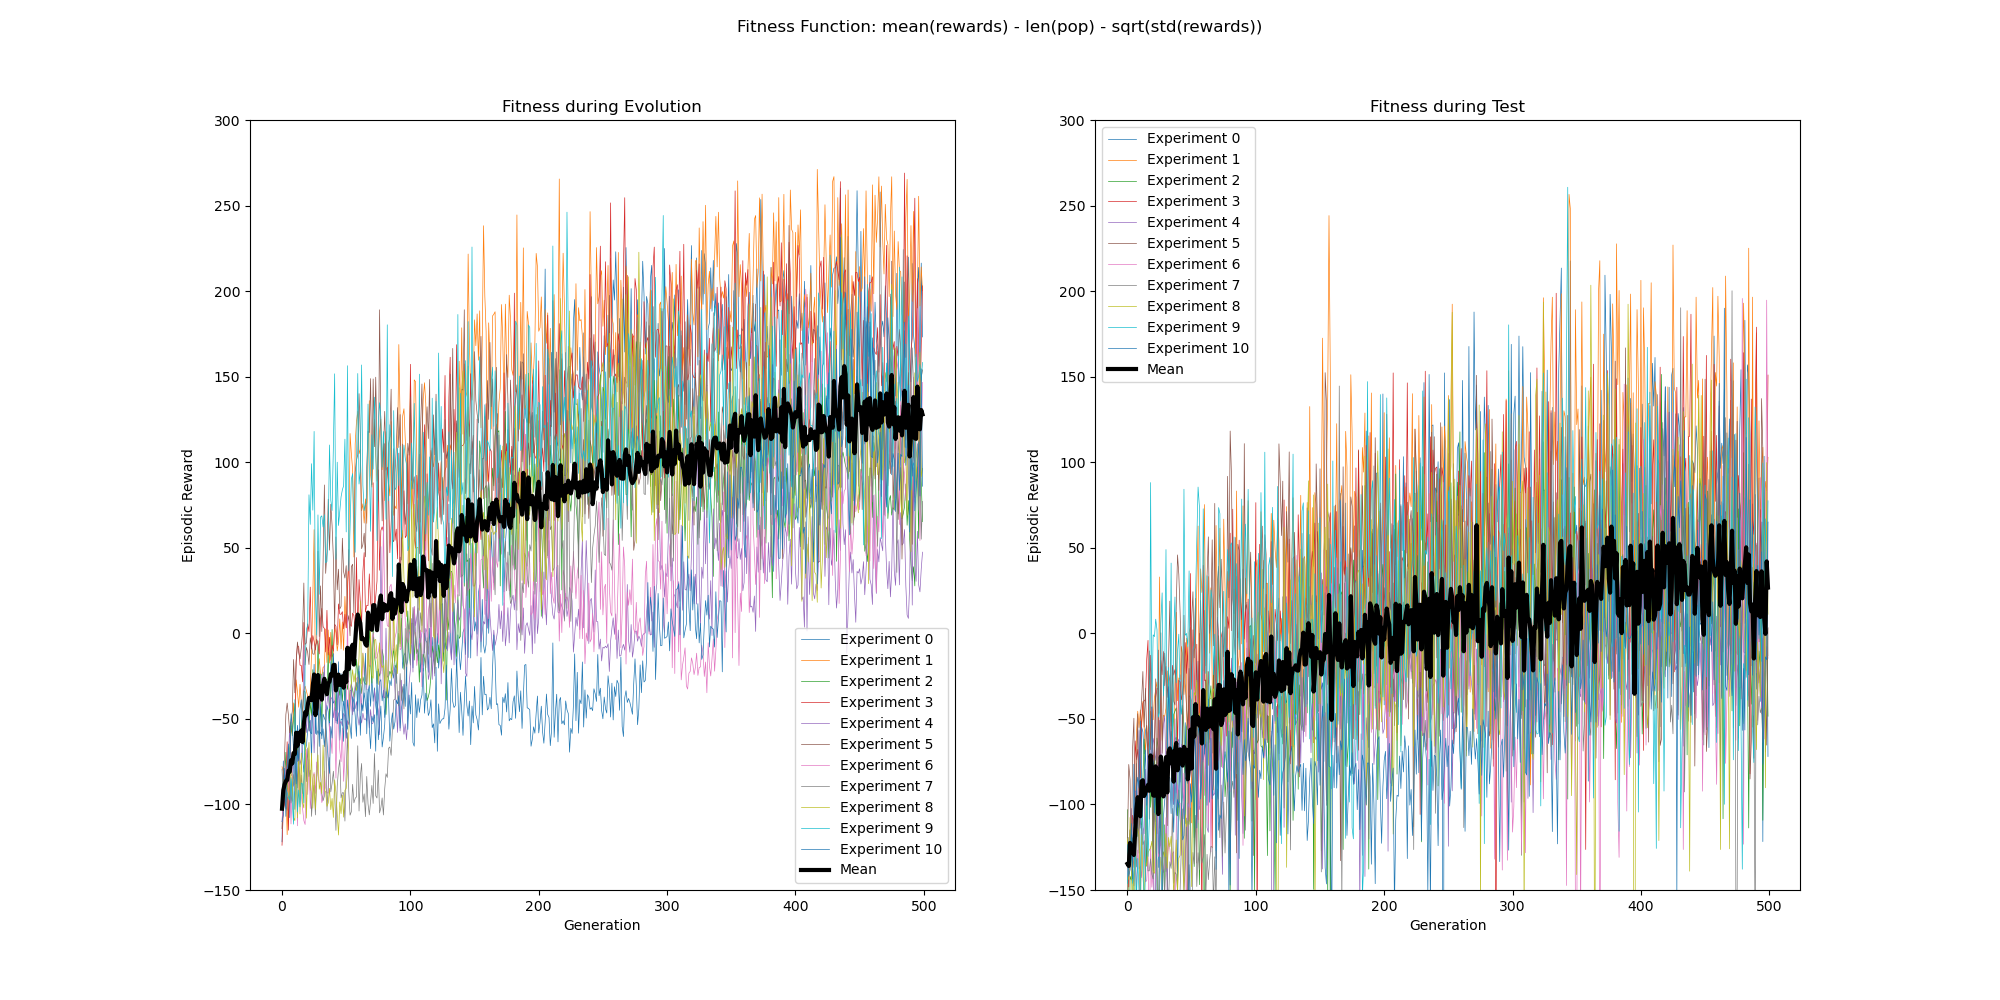 Fitness Function: mean(rewards) - len(pop) - sqrt(std(rewards))
Fitness during Evolution
300
250
200
150
100
50
0
−50
−100
−150
Episodic Reward
0
100
200
300
400
500
Generation
Experiment 0
Experiment 1
Experiment 2
Experiment 3
Experiment 4
Experiment 5
Experiment 6
Experiment 7
Experiment 8
Experiment 9
Experiment 10
Mean
Fitness during Test
300
250
200
150
100
50
0
−50
−100
−150
Episodic Reward
0
100
200
300
400
500
Generation
Experiment 0
Experiment 1
Experiment 2
Experiment 3
Experiment 4
Experiment 5
Experiment 6
Experiment 7
Experiment 8
Experiment 9
Experiment 10
Mean